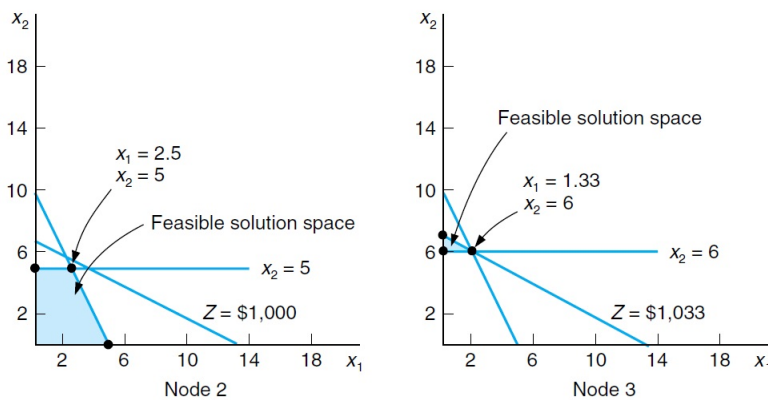 x₂
18
14
10
6
2
x₁ = 2.5
x₂ = 5
Feasible solution space
x₂ = 5
Z = $1,000
2 6 10 14 18 x₁
Node 2
x₂
18
14
10
6
2
Feasible solution space
x₁ = 1.33
x₂ = 6
x₂ = 6
Z = $1,033
2 6 10 14 18 x
Node 3